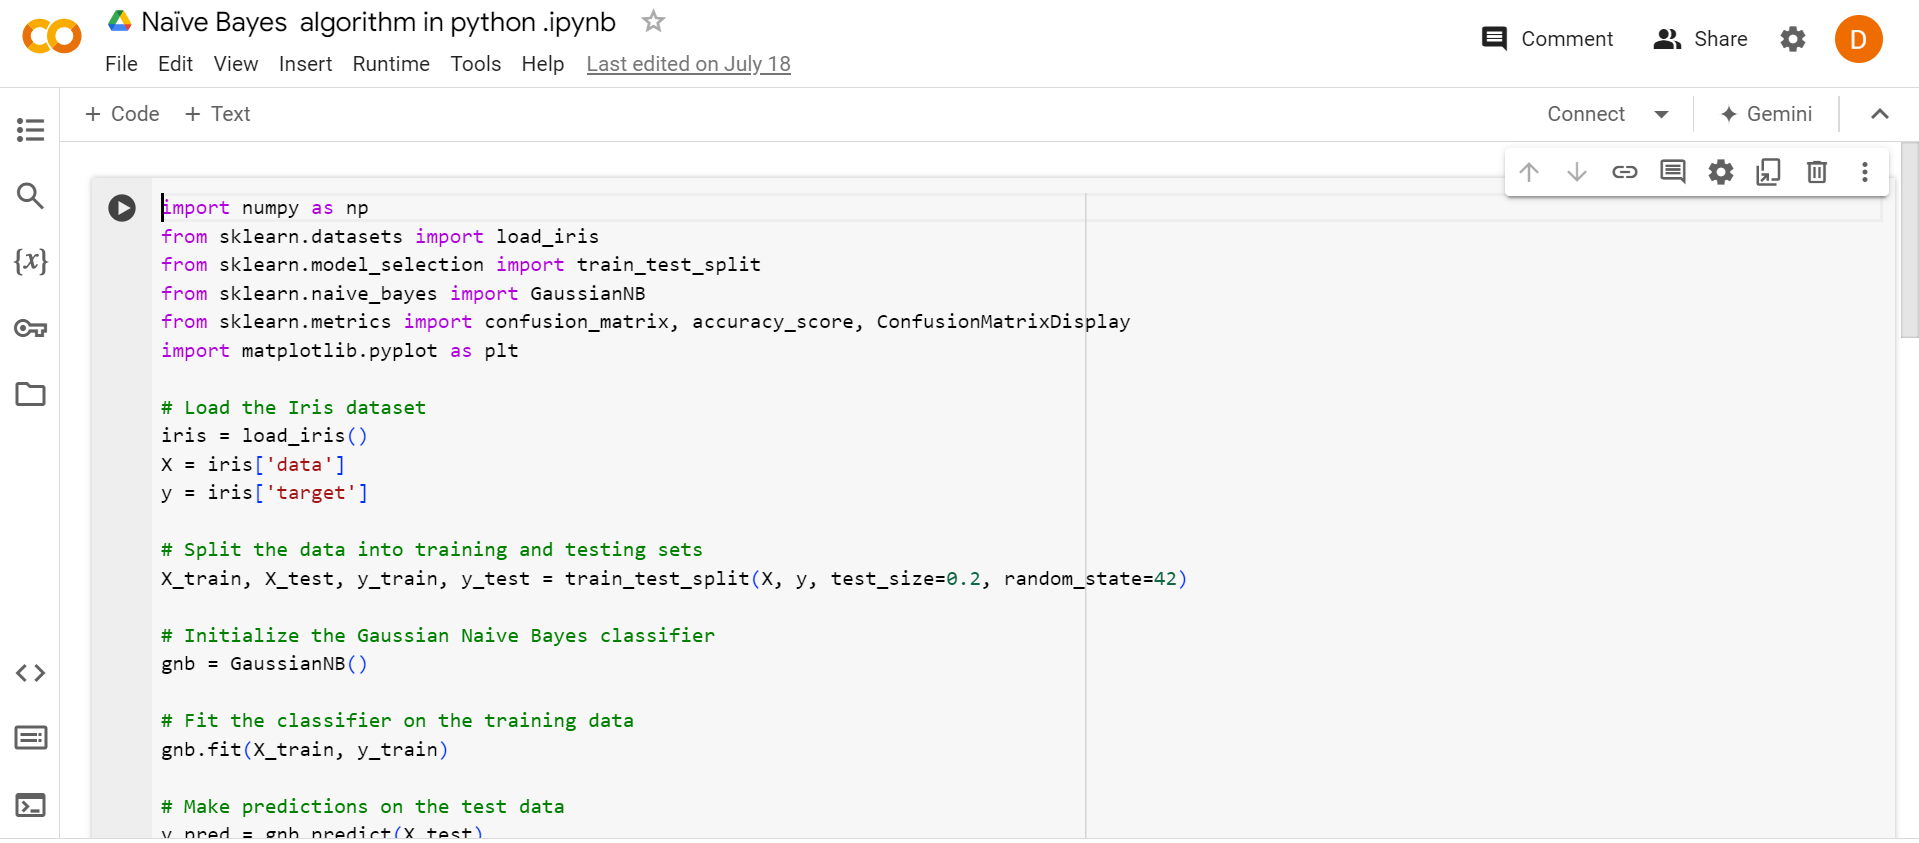 Naïve Bayes  algorithm in python .ipynb
Comment
Share
D
File Edit View Insert Runtime Tools Help Last edited on July 18
+ Code + Text
Connect
Gemini
{x}
import numpy as np
from sklearn.datasets import load_iris
from sklearn.model_selection import train_test_split
from sklearn.naive_bayes import GaussianNB
from sklearn.metrics import confusion_matrix, accuracy_score, ConfusionMatrixDisplay
import matplotlib.pyplot as plt
# Load the Iris dataset
iris = load_iris()
X = iris['data']
y = iris['target']
# Split the data into training and testing sets
X_train, X_test, y_train, y_test = train_test_split(X, y, test_size=0.2, random_state=42)
# Initialize the Gaussian Naive Bayes classifier
gnb = GaussianNB()
# Fit the classifier on the training data
gnb.fit(X_train, y_train)
# Make predictions on the test data
y_pred = gnb.predict(X_test)